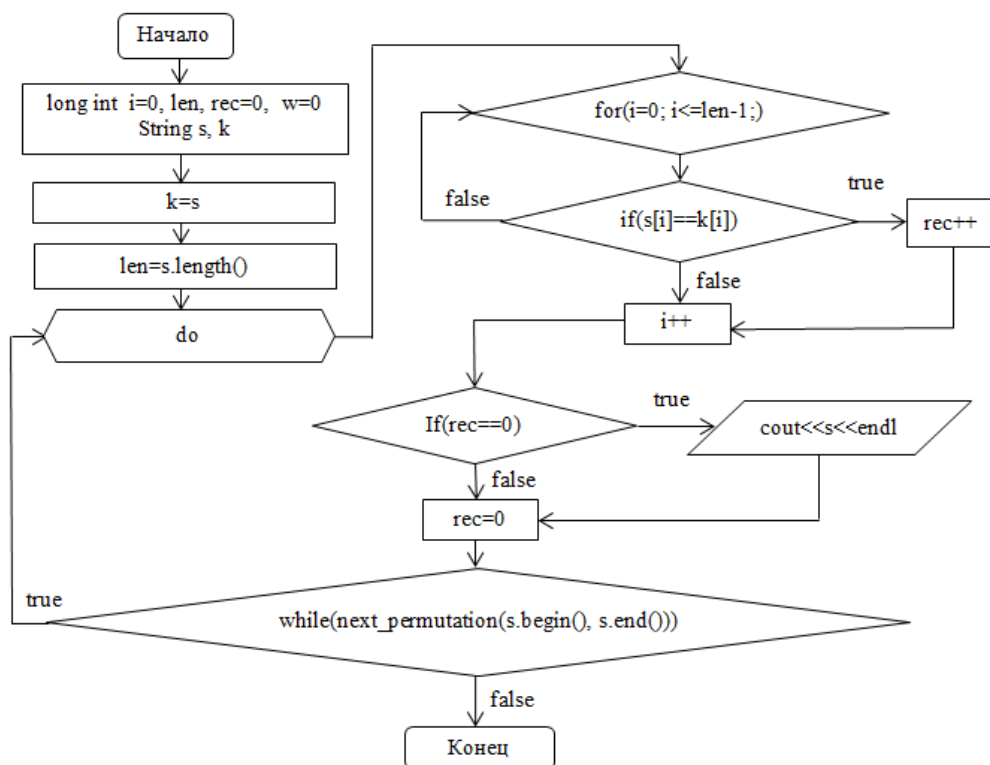 Начало
long int i=0, len, rec=0, w=0
String s, k
k=s
len=s.length()
do
for(i=0; i<=len-1;)
false
if(s[i]==k[i])
true
rec++
false
i++
If(rec==0)
true
cout<<s<<endl
false
rec=0
true
while(next_permutation(s.begin(), s.end()))
false
Конец